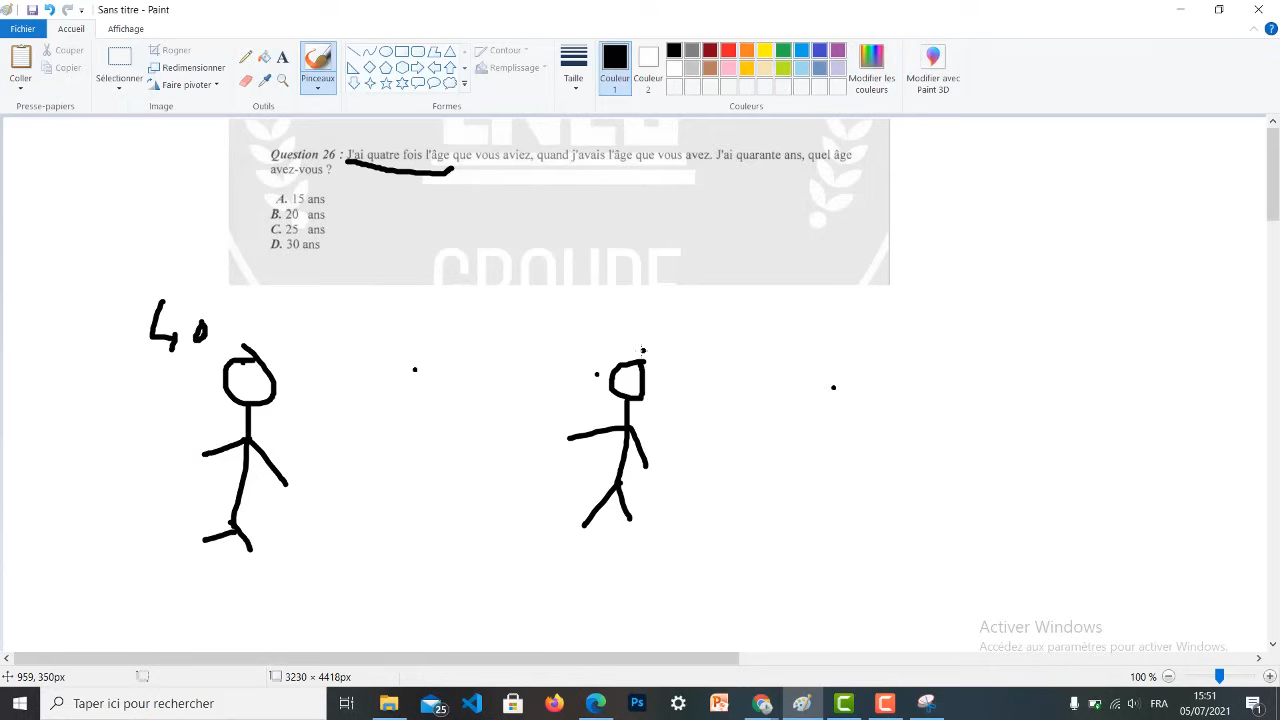 Sans titre - Paint
Fichier Accueil Affichage
Coller
Couper
Copier
Presse-papiers
Sélectionner
Rogner
Redimensionner
Faire pivoter
Image
A
Outils
Pinceaux
Contour
Remplissage
Formes
Taille
Couleur 1
Couleur 2
Modifier les couleurs
Couleurs
Modifier avec Paint 3D
Question 26 : J'ai quatre fois l'âge que vous aviez, quand j'avais l'âge que vous avez. J'ai quarante ans, quel âge
avez-vous ?
A. 15 ans
B. 20 ans
C. 25 ans
D. 30 ans
GROUPE
40
Activer Windows
Accédez aux paramètres pour activer Windows.
959, 350px
3230 × 4418px
100 %
Taperici pour rechercher
25
Ps
15:51
05/07/2021